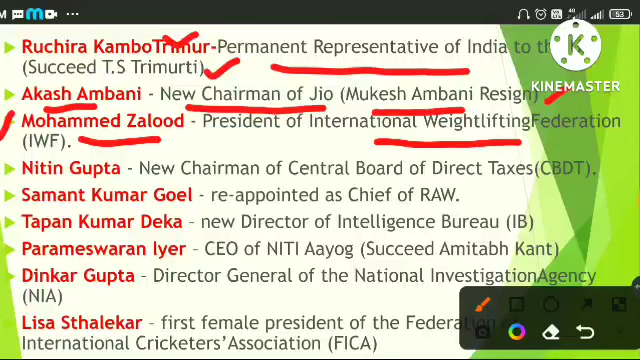 53
Ruchira KamboTrimur-Permanent Representative of India to th
(Succeed T.S Trimurti)
KINEMASTER
Akash Ambani - New Chairman of Jio (Mukesh Ambani Resign)
Mohammed Zalood - President of International WeightliftingFederation
(IWF).
Nitin Gupta- New Chairman of Central Board of Direct Taxes(CBDT).
Samant Kumar Goel - re-appointed as Chief of RAW.
Tapan Kumar Deka – new Director of Intelligence Bureau (IB)
Parameswaran Iyer – CEO of NITI Aayog (Succeed Amitabh Kant)
Dinkar Gupta – Director General of the National InvestigationAgency
(NIA)
Lisa Sthalekar – first female president of the Federation
International Cricketers’Association (FICA)